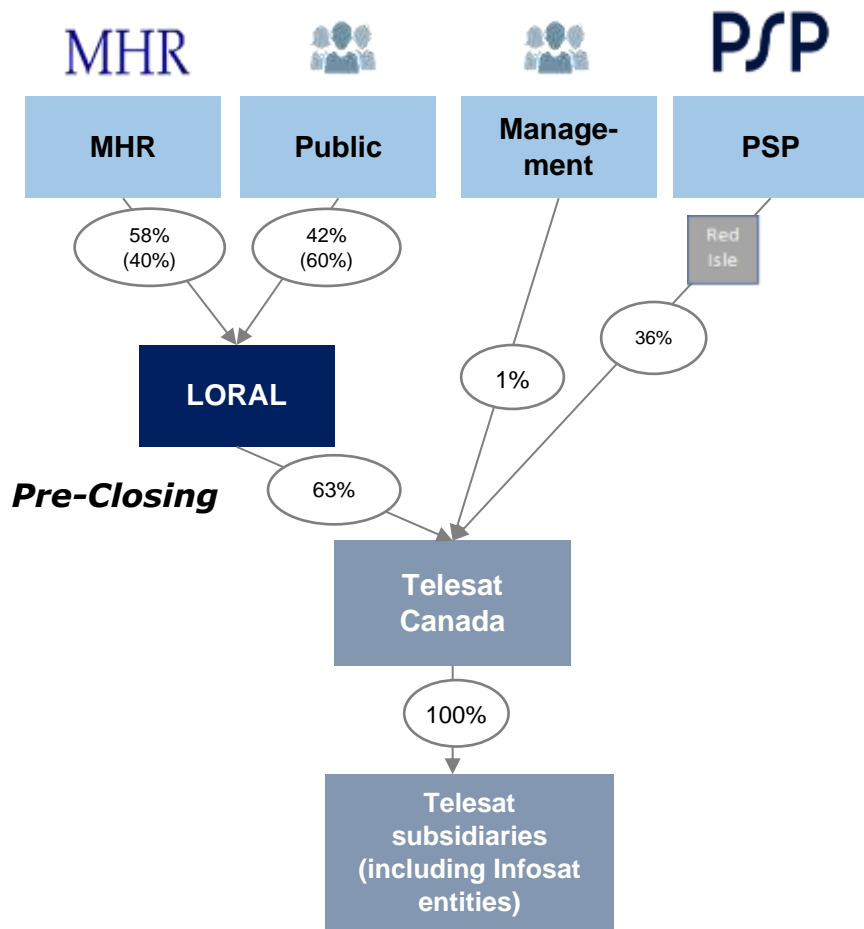 MHR
PSP
MHR
Public
Manage-
ment
PSP
58%
(40%)
42%
(60%)
Red
Isle
36%
1%
LORAL
63%
Pre-Closing
Telesat
Canada
100%
Telesat
subsidiaries
(including Infosat
entities)